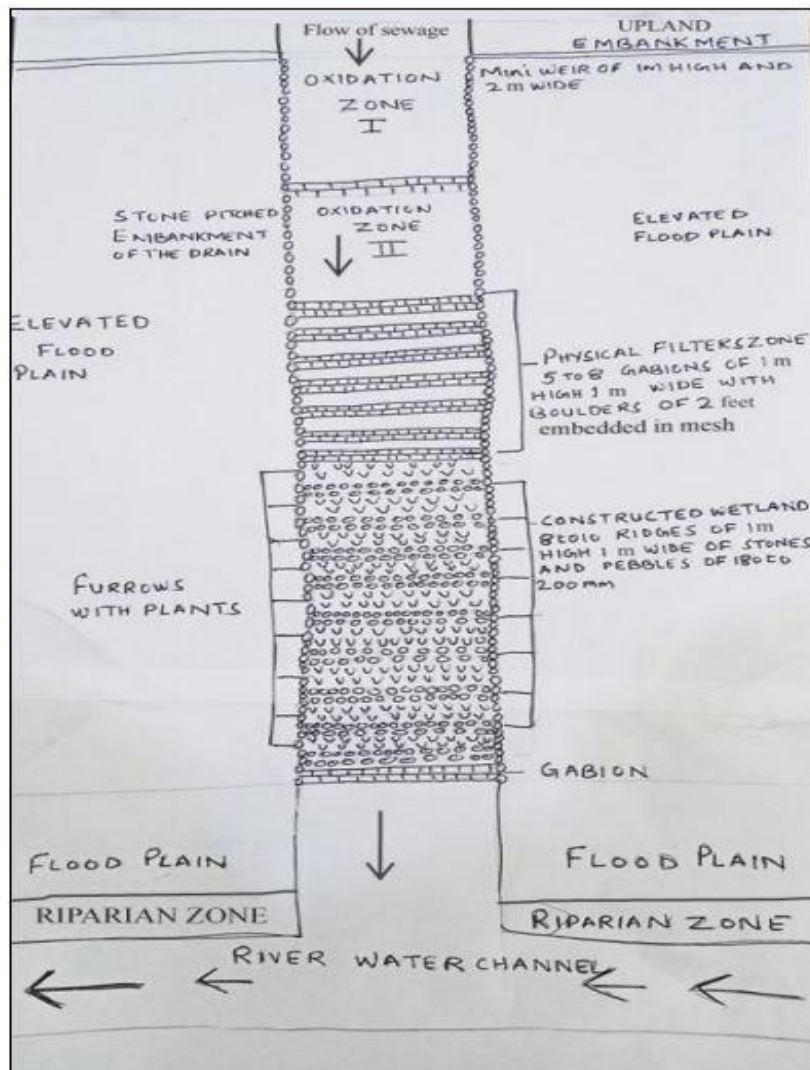 Flow of sewage
UPLAND
EMBANKMENT
OXIDATION
ZONE
I
MINI WEIR OF 1M HIGH AND
2 m WIDE
STONE PITCHED
EMBANKMENT
OF THE DRAIN
OXIDATION
ZONE
II
ELEVATED
FLOOD PLAIN
ELEVATED
FLOOD
PLAIN
PHYSICAL FILTERS ZONE
5 TO 8 GABIONS OF 1 m
HIGH 1 m WIDE WITH
BOULDERS OF 2 feet
embedded in mesh
FURROWS
WITH PLANTS
CONSTRUCTED WETLAND
8 TO 10 RIDGES OF 1m
HIGH 1 m WIDE OF STONES
AND PEBBLES OF 180 TO
200mm
GABION
FLOOD PLAIN
FLOOD PLAIN
RIPARIAN ZONE
RIPARIAN ZONE
RIVER WATER CHANNEL